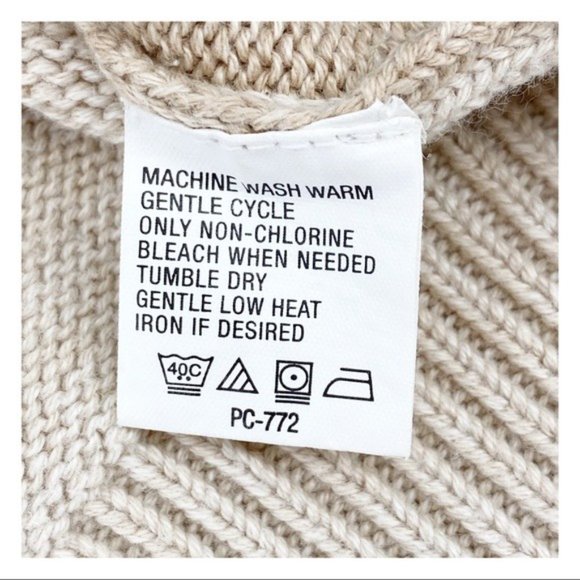 MACHINE WASH WARM
GENTLE CYCLE
ONLY NON-CHLORINE
BLEACH WHEN NEEDED
TUMBLE DRY
GENTLE LOW HEAT
IRON IF DESIRED
40C
PC-772